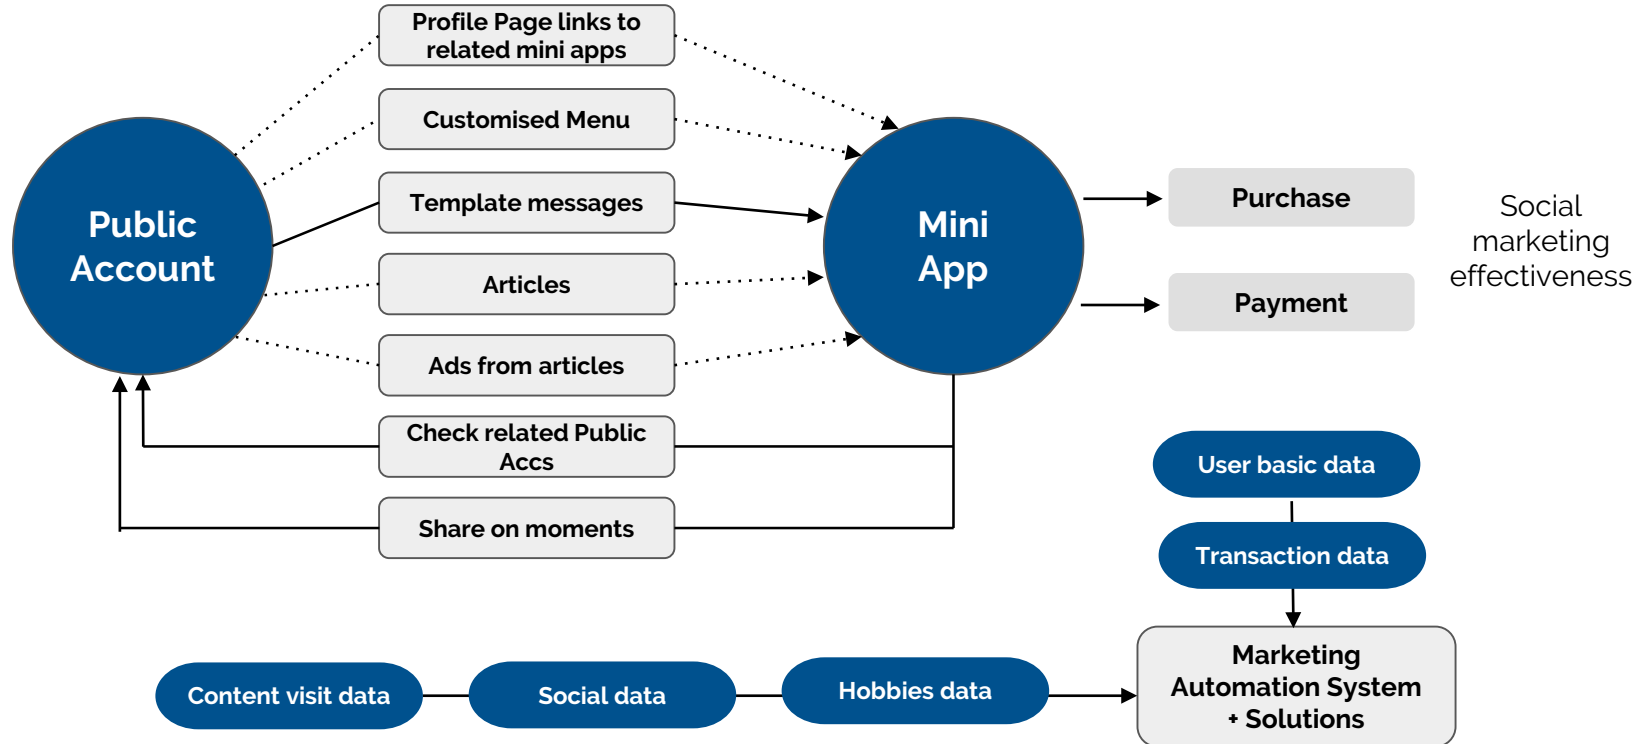 Profile Page links to
related mini apps
Customised Menu
Public
Account
Template messages
Mini
App
Purchase
Social
marketing
effectiveness
Articles
Payment
Ads from articles
Check related Public
Accs
Share on moments
User basic data
Transaction data
Content visit data
Social data
Hobbies data
Marketing
Automation System
+ Solutions